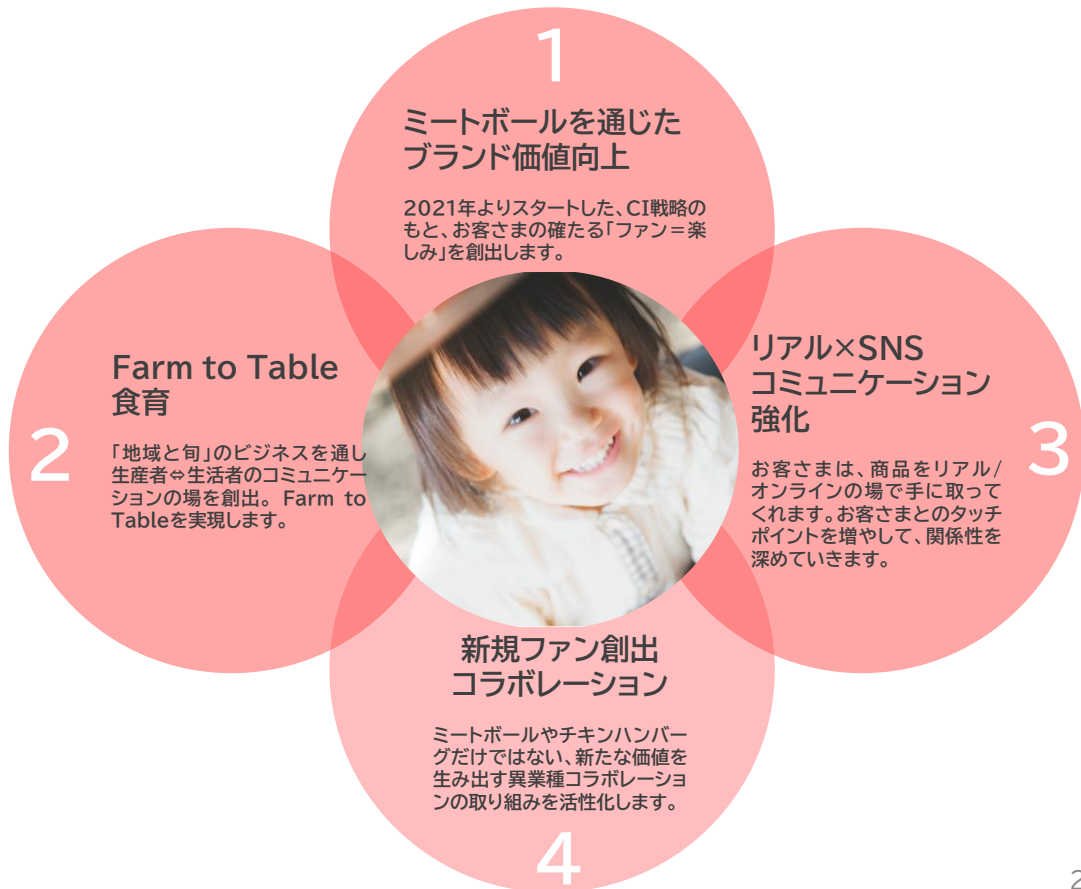 1
ミートボールを通じた
ブランド価値向上
2021年よりスタートした、CI戦略の
もと、お客さまの確たる「ファン=楽
しみ」を創出します。
2
Farm to Table
食育
「地域と旬」のビジネスを通し
生産者⇔生活者のコミュニケー
ションの場を創出。 Farm to
Tableを実現します。
リアル×SNS
コミュニケーション
強化
3
お客さまは、商品をリアル/
オンラインの場で手に取って
くれます。お客さまとのタッチ
ポイントを増やして、関係性を
深めていきます。
新規ファン創出
コラボレーション
ミートボールやチキンハンバー
グだけではない、新たな価値を
生み出す異業種コラボレーショ
ンの取り組みを活性化します。
4
2